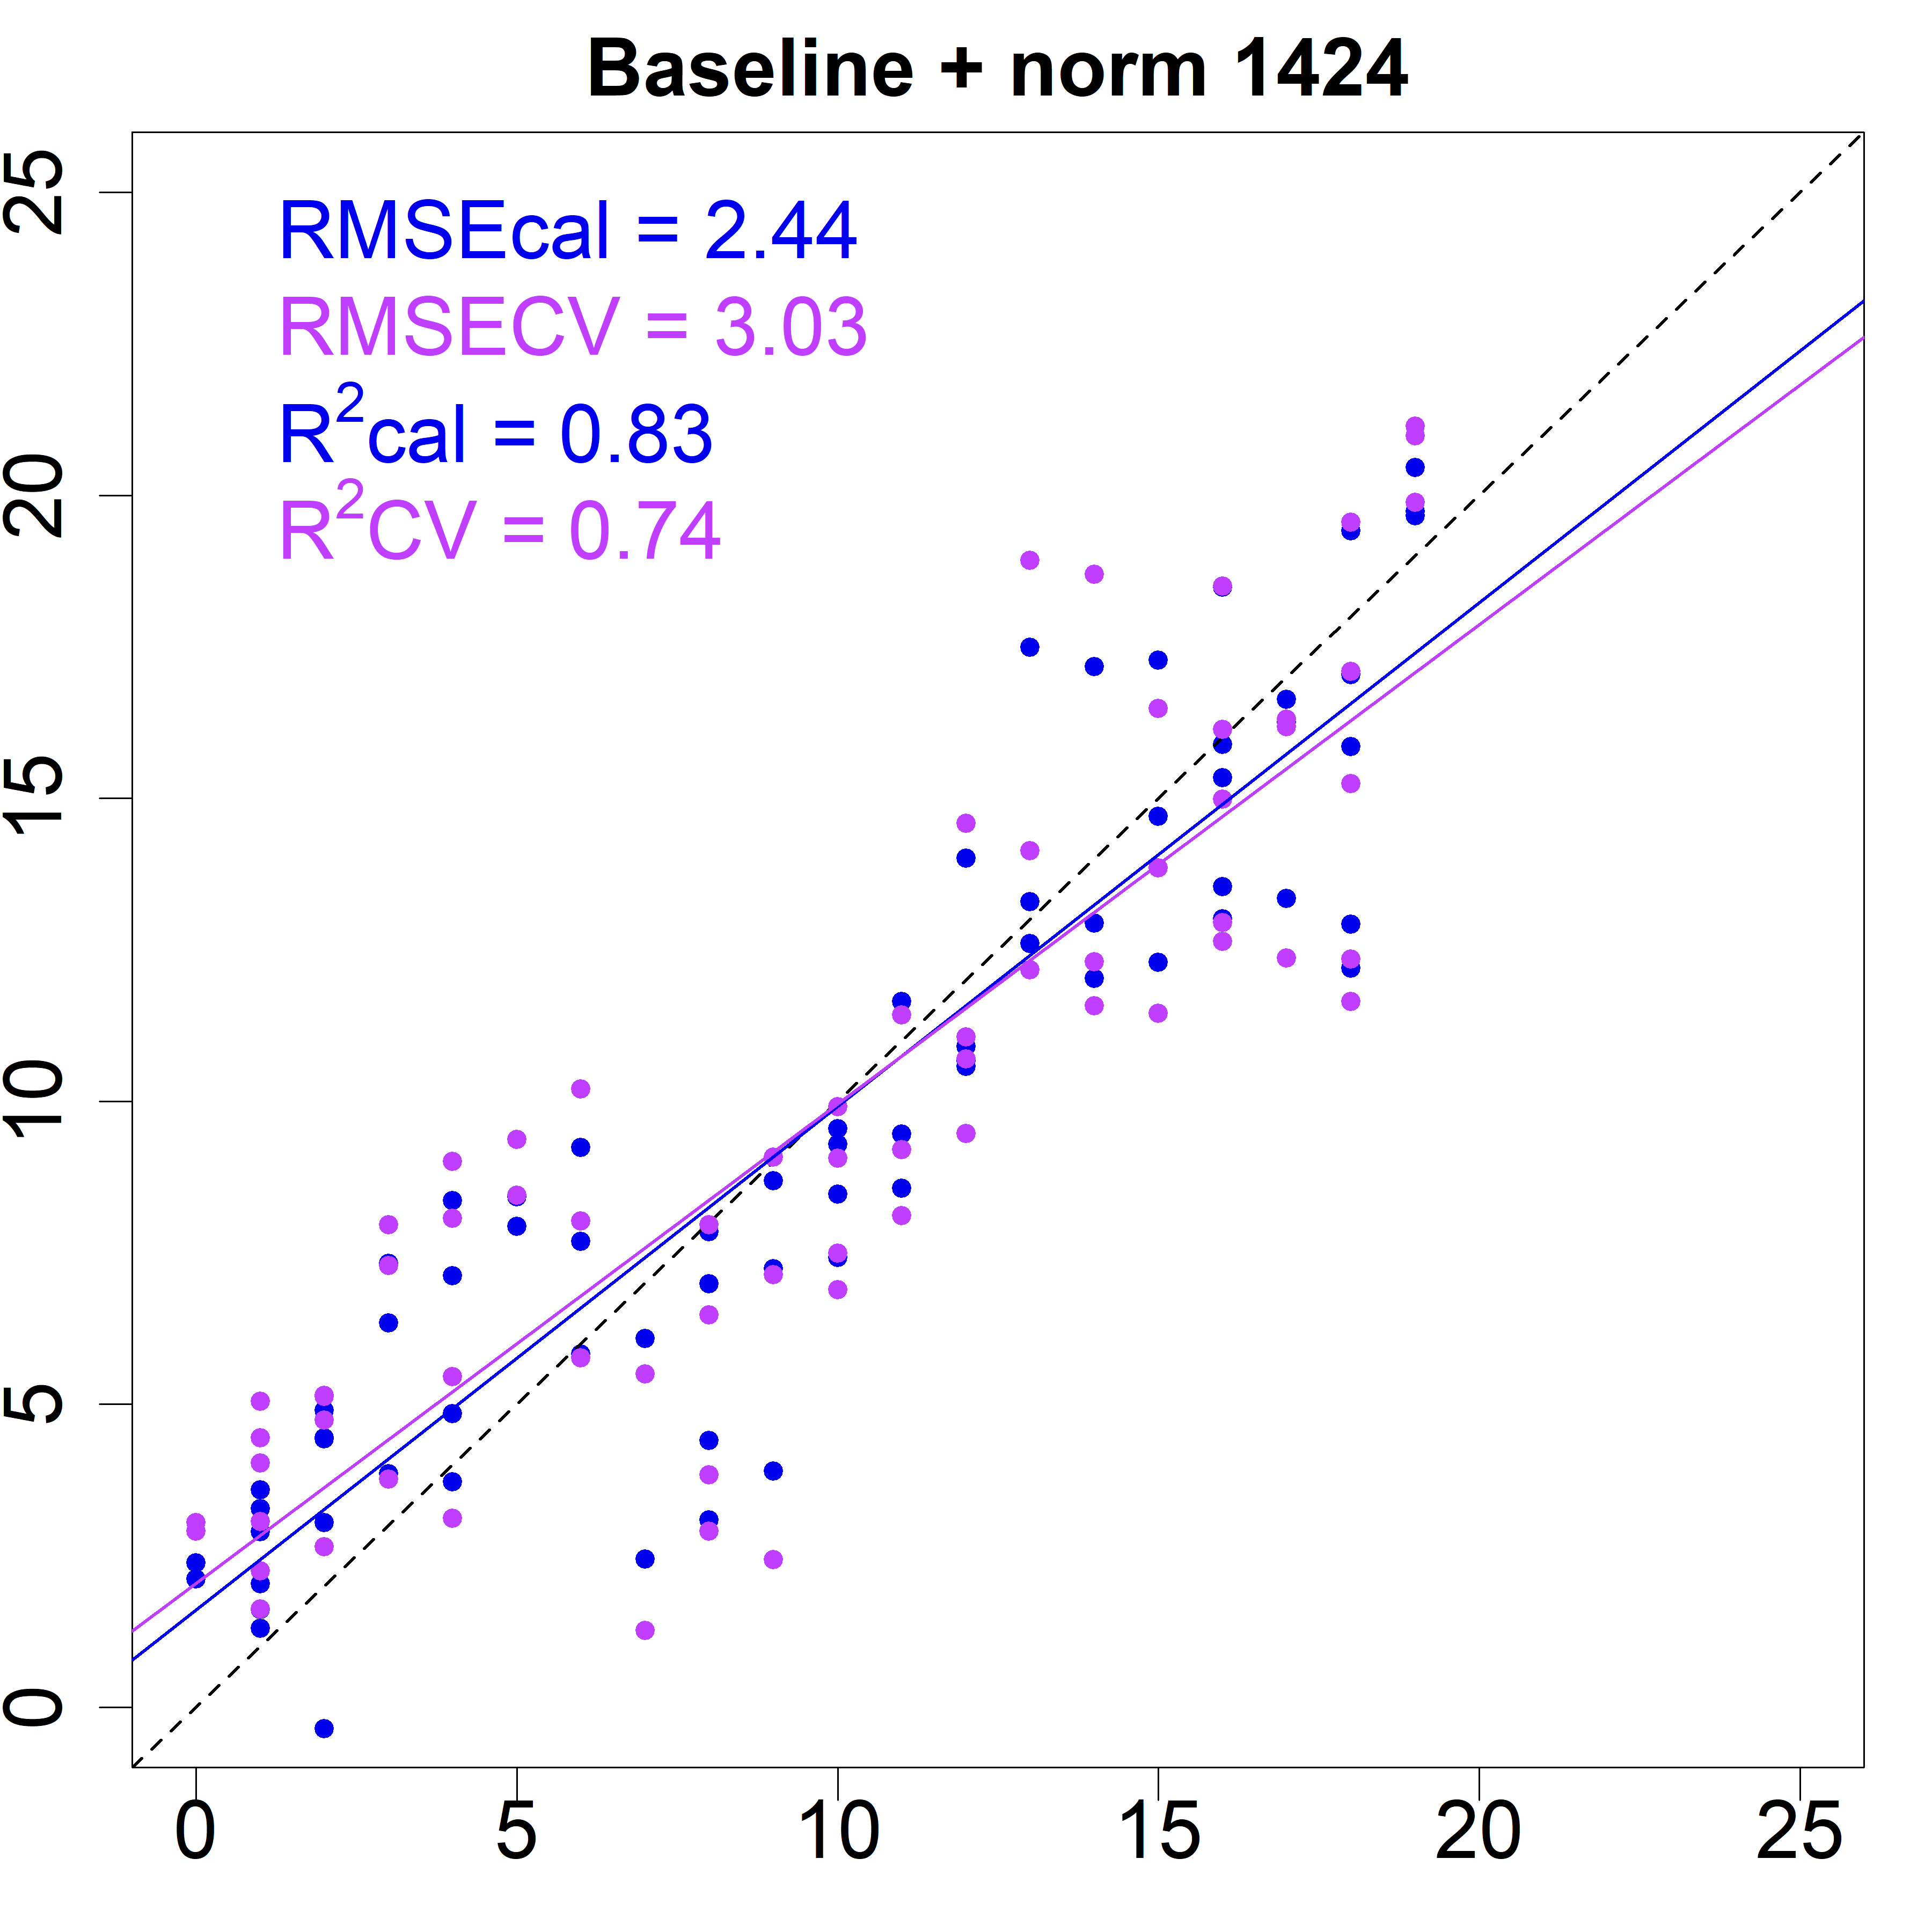 Baseline + norm 1424
25
20
15
10
5
0
RMSEcal = 2.44
RMSECV = 3.03
R²cal = 0.83
R²CV = 0.74
0 5 10 15 20 25